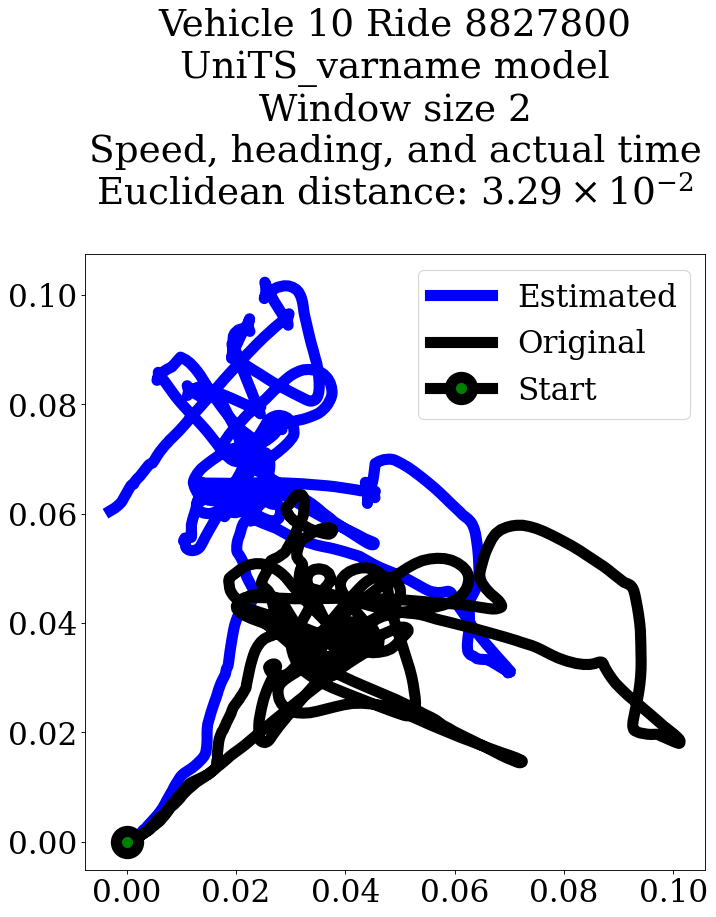 Vehicle 10 Ride 8827800
UniTS_varname model
Window size 2
Speed, heading, and actual time
Euclidean distance: 3.29 × 10⁻²
Estimated
Original
Start
0.10
0.08
0.06
0.04
0.02
0.00
0.00 0.02 0.04 0.06 0.08 0.10